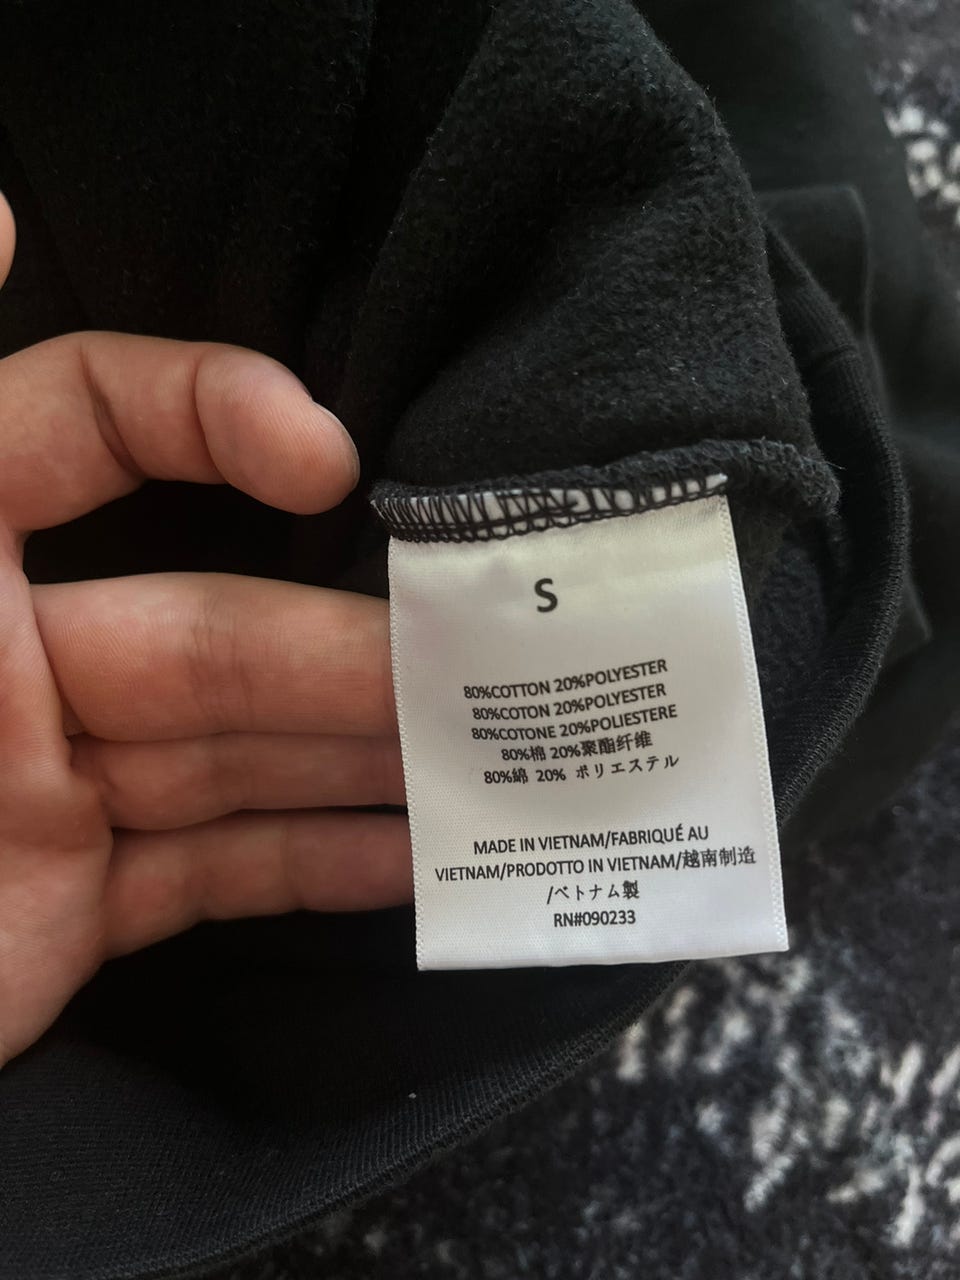 S
80%COTTON 20%POLYESTER
80%COTON 20%POLYESTER
80%COTONE 20%POLIESTERE
80%棉 20%聚酯纤维
80%綿 20% ポリエステル
MADE IN VIETNAM/FABRIQUÉ AU
VIETNAM/PRODOTTO IN VIETNAM/越南制造
/ベトナム製
RN#090233